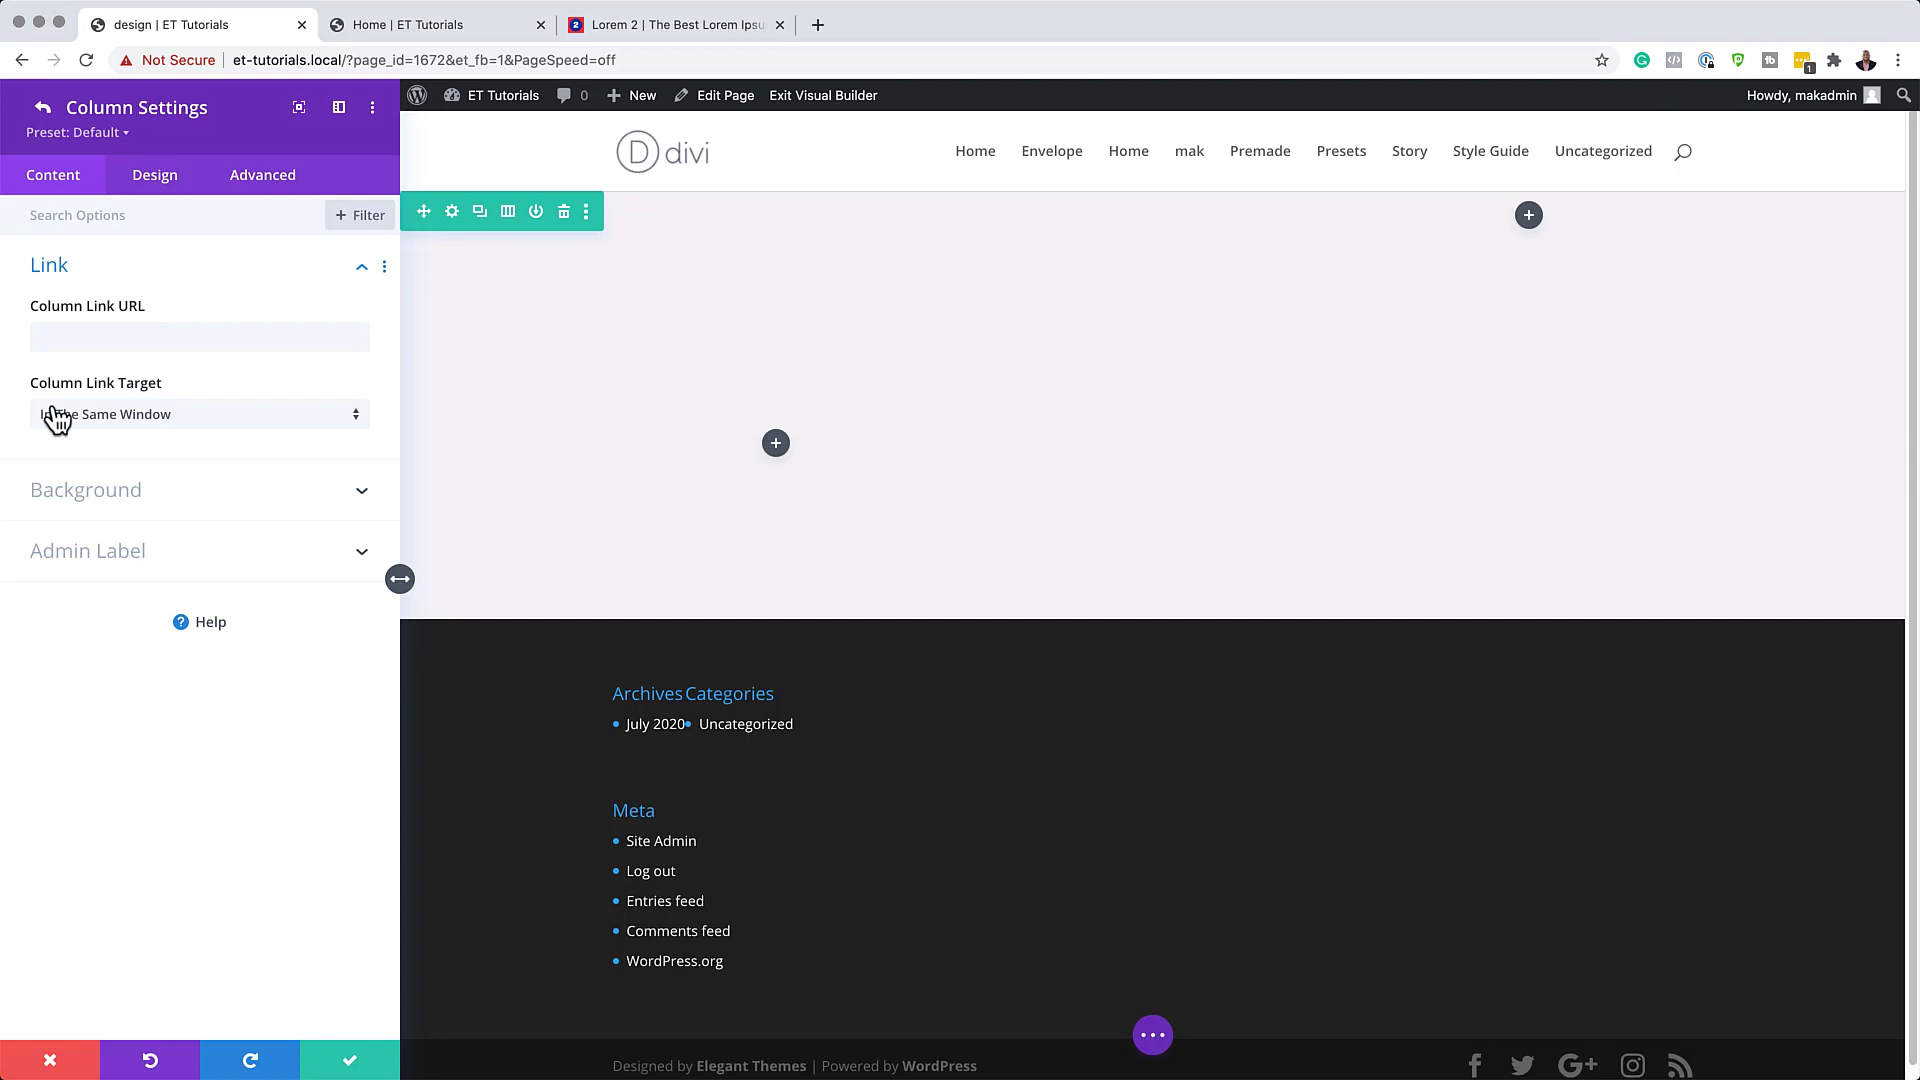 design | ET Tutorials
Home | ET Tutorials
Lorem 2 | The Best Lorem Ipsu
Not Secure
et-tutorials.local/?page_id=1672&et_fb=1&PageSpeed=off
1
Column Settings
Preset: Default
Content
Design
Advanced
Search Options
+ Filter
Link
Column Link URL
Column Link Target
In The Same Window
Background
Admin Label
? Help
ET Tutorials
0
New
Edit Page
Exit Visual Builder
Howdy, makadmin
D divi
Home
Envelope
Home
mak
Premade
Presets
Story
Style Guide
Uncategorized
Archives Categories
July 2020 Uncategorized
Meta
Site Admin
Log out
Entries feed
Comments feed
WordPress.org
Designed by Elegant Themes | Powered by WordPress